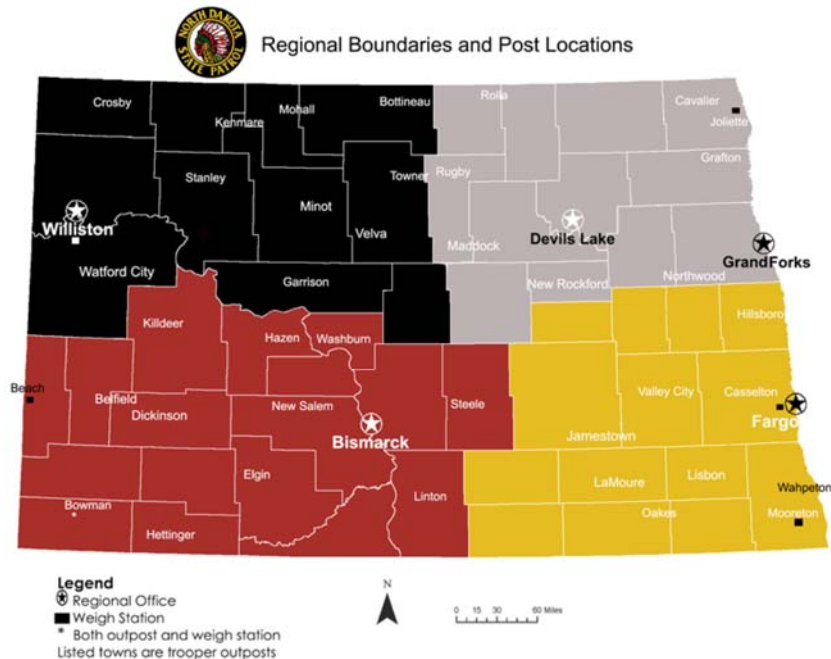 NORTH DAKOTA
STATE PATROL
Regional Boundaries and Post Locations
Crosby
Kenmare
Mohall
Bottineau
Rolla
Cavalier
Joliette
Grafton
Stanley
Towner
Rugby
Minot
Williston
Velva
Maddock
Devils Lake
GrandForks
Watford City
Garrison
New Rockford
Northwood
Killdeer
Hazen
Washburn
Hillsboro
Beach
Belfield
Dickinson
New Salem
Steele
Valley City
Casselton
Bismarck
Jamestown
Fargo
Elgin
Linton
LaMoure
Lisbon
Wahpeton
Bowman
Hettinger
Oakes
Mooreton
Legend
Regional Office
Weigh Station
* Both outpost and weigh station
Listed towns are trooper outposts
N
0 15 30 60 Miles